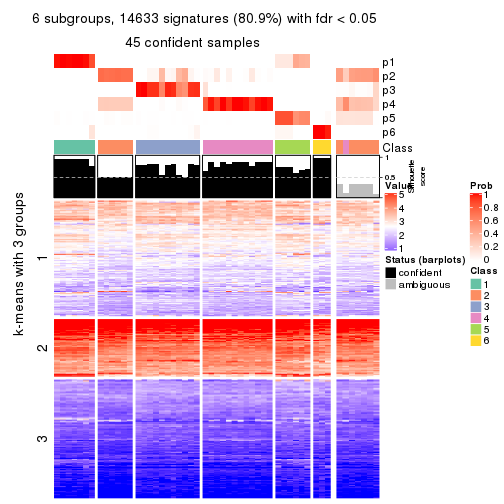 6 subgroups, 14633 signatures (80.9%) with fdr < 0.05
45 confident samples
p1
p2
p3
p4
p5
p6
Class
1
0.5
Silhouette
score
k-means with 3 groups
1
2
3
Value
5
4
3
2
1
Status (barplots)
confident
ambiguous
Prob
1
0.8
0.6
0.4
0.2
0
Class
1
2
3
4
5
6